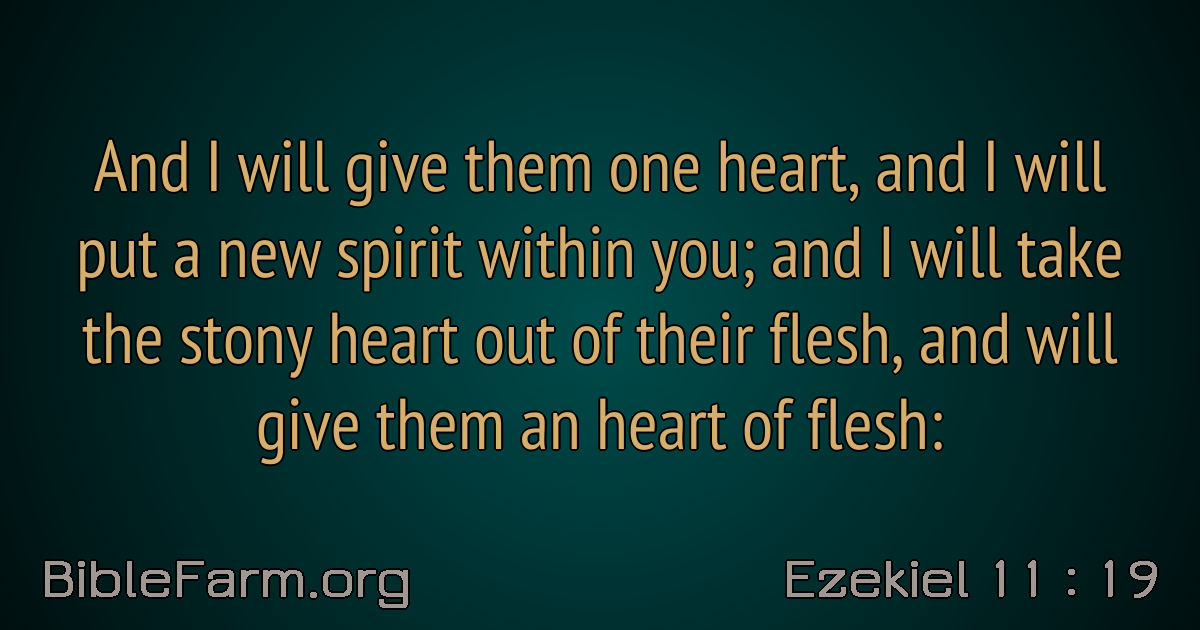 And I will give them one heart, and I will
put a new spirit within you; and I will take
the stony heart out of their flesh, and will
give them an heart of flesh:
BibleFarm.org
Ezekiel 11 : 19